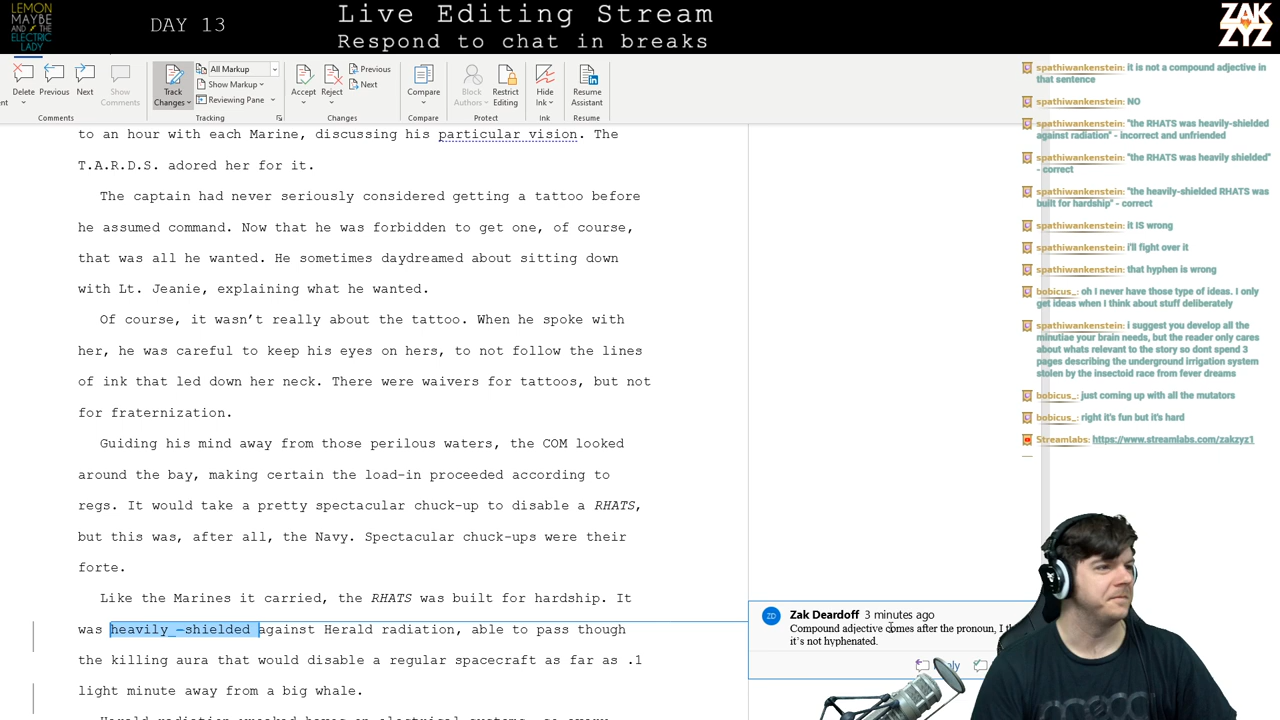 LEMON
MAYBE
AND THE
ELECTRIC
LADY
DAY 13
Live Editing Stream
Respond to chat in breaks
ZAK
ZYZ
Delete
Previous
Next
Show
Comments
Comments
Track
Changes
All Markup
Show Markup
Reviewing Pane
Tracking
Accept
Reject
Previous
Next
Changes
Compare
Compare
Block
Authors
Restrict
Editing
Protect
Hide
Ink
Ink
Resume
Assistant
Resume
to an hour with each Marine, discussing his particular vision. The
T.A.R.D.S. adored her for it.
The captain had never seriously considered getting a tattoo before
he assumed command. Now that he was forbidden to get one, of course,
that was all he wanted. He sometimes daydreamed about sitting down
with Lt. Jeanie, explaining what he wanted.
Of course, it wasn't really about the tattoo. When he spoke with
her, he was careful to keep his eyes on hers, to not follow the lines
of ink that led down her neck. There were waivers for tattoos, but not
for fraternization.
Guiding his mind away from those perilous waters, the COM looked
around the bay, making certain the load-in proceeded according to
regs. It would take a pretty spectacular chuck-up to disable a RHATS,
but this was, after all, the Navy. Spectacular chuck-ups were their
forte.
Like the Marines it carried, the RHATS was built for hardship. It
was heavily -shielded against Herald radiation, able to pass though
the killing aura that would disable a regular spacecraft as far as .1
light minute away from a big whale.
ZD
Zak Deardoff 3 minutes ago
Compound adjective comes after the pronoun, I
it's not hyphenated.
spathiwankenstein: it is not a compound adjective in
that sentence
spathiwankenstein: NO
spathiwankenstein: "the RHATS was heavily-shielded
against radiation" - incorrect and unfriended
spathiwankenstein: "the RHATS was heavily shielded"
- correct
spathiwankenstein: "the heavily-shielded RHATS was
built for hardship" - correct
spathiwankenstein: it IS wrong
spathiwankenstein: i'll fight over it
spathiwankenstein: that hyphen is wrong
bobicus_: oh I never have those type of ideas. I only
get ideas when I think about stuff deliberately
spathiwankenstein: i suggest you develop all the
minutiae your brain needs, but the reader only cares
about whats relevant to the story so dont spend 3
pages describing the underground irrigation system
stolen by the insectoid race from fever dreams
bobicus_: just coming up with all the mutators
bobicus_: right it's fun but it's hard
Streamlabs: https://www.streamlabs.com/zakzyz1